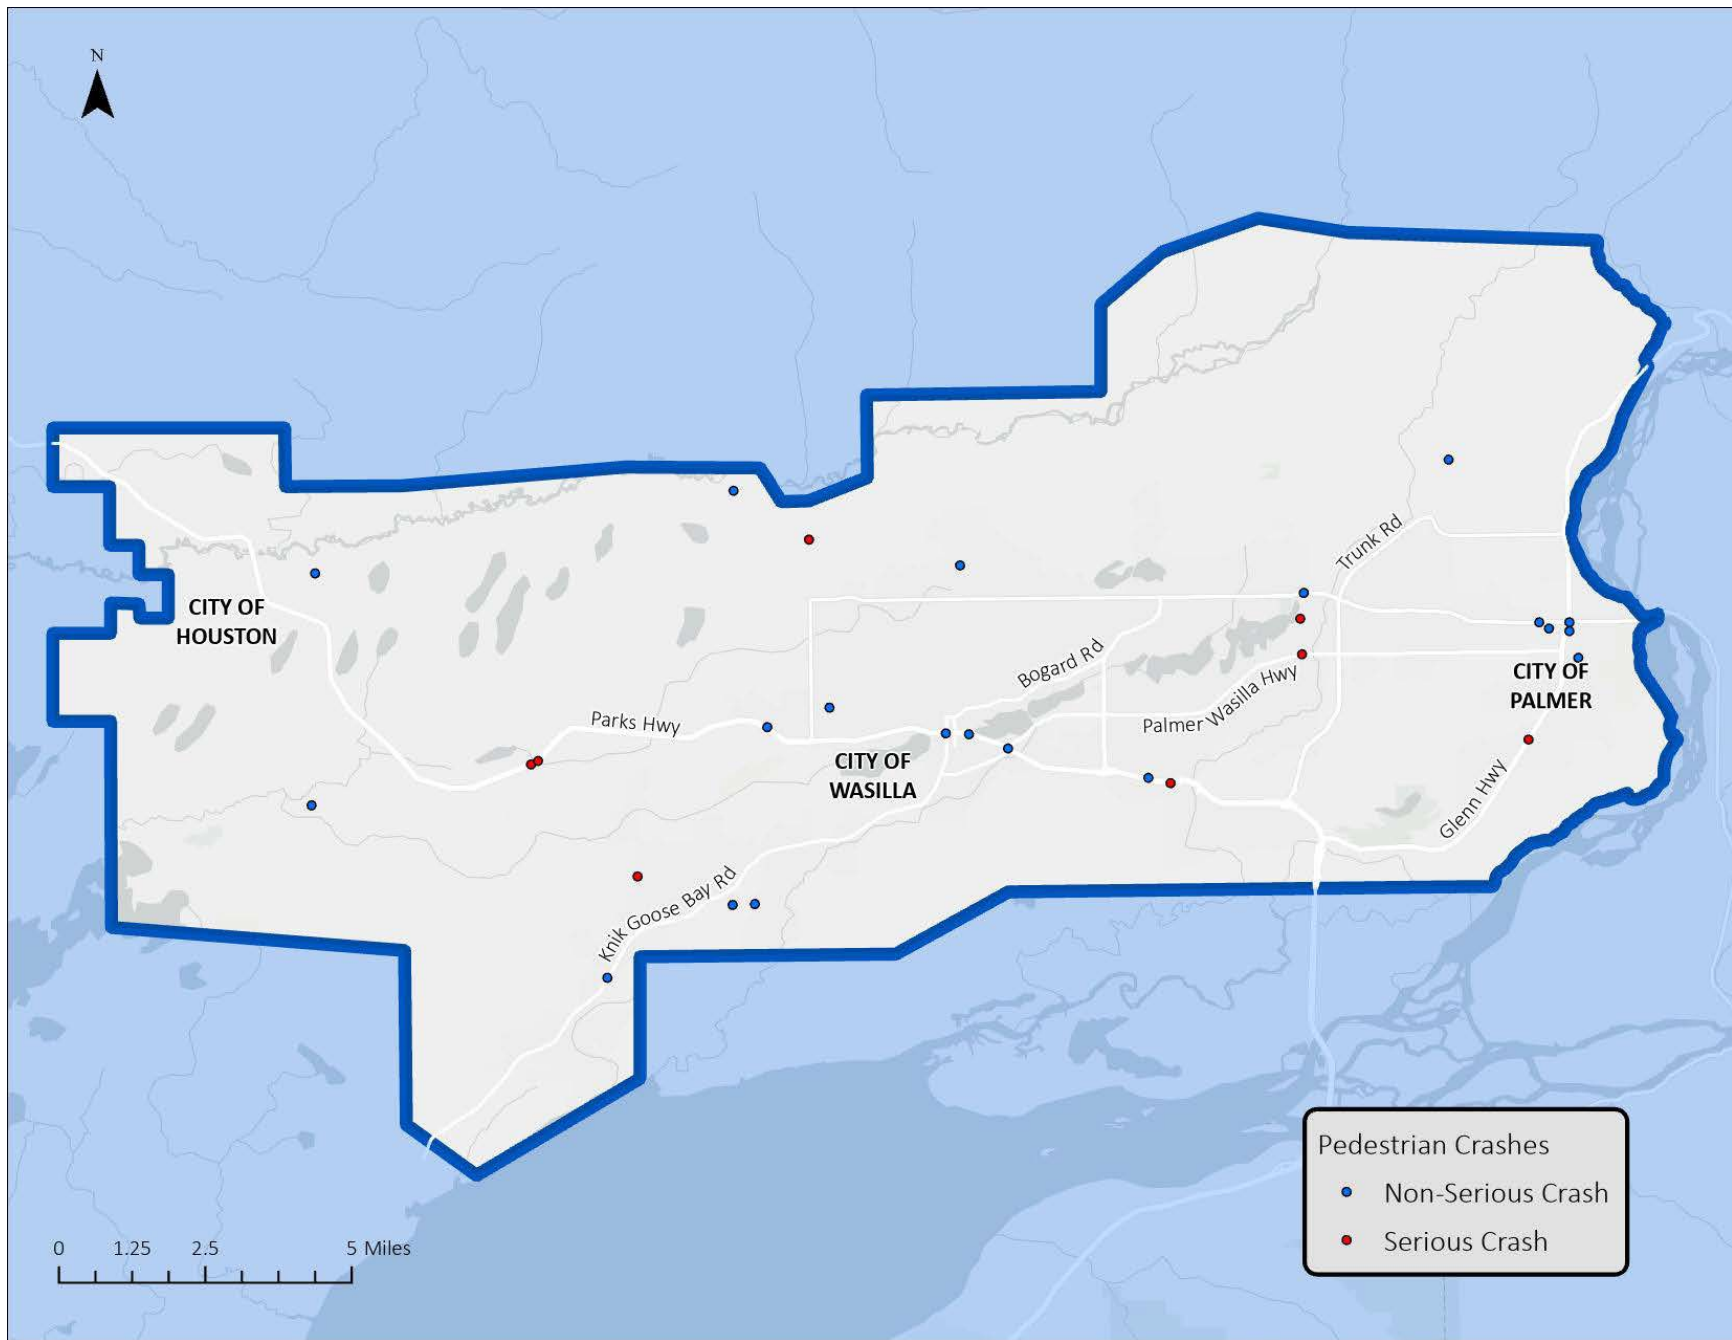 N
Trunk Rd
CITY OF
HOUSTON
Bogard Rd
CITY OF
PALMER
Parks Hwy
Palmer Wasilla Hwy
CITY OF
WASILLA
Glenn Hwy
Knik Goose Bay Rd
Pedestrian Crashes
Non-Serious Crash
Serious Crash
0 1.25 2.5 5 Miles